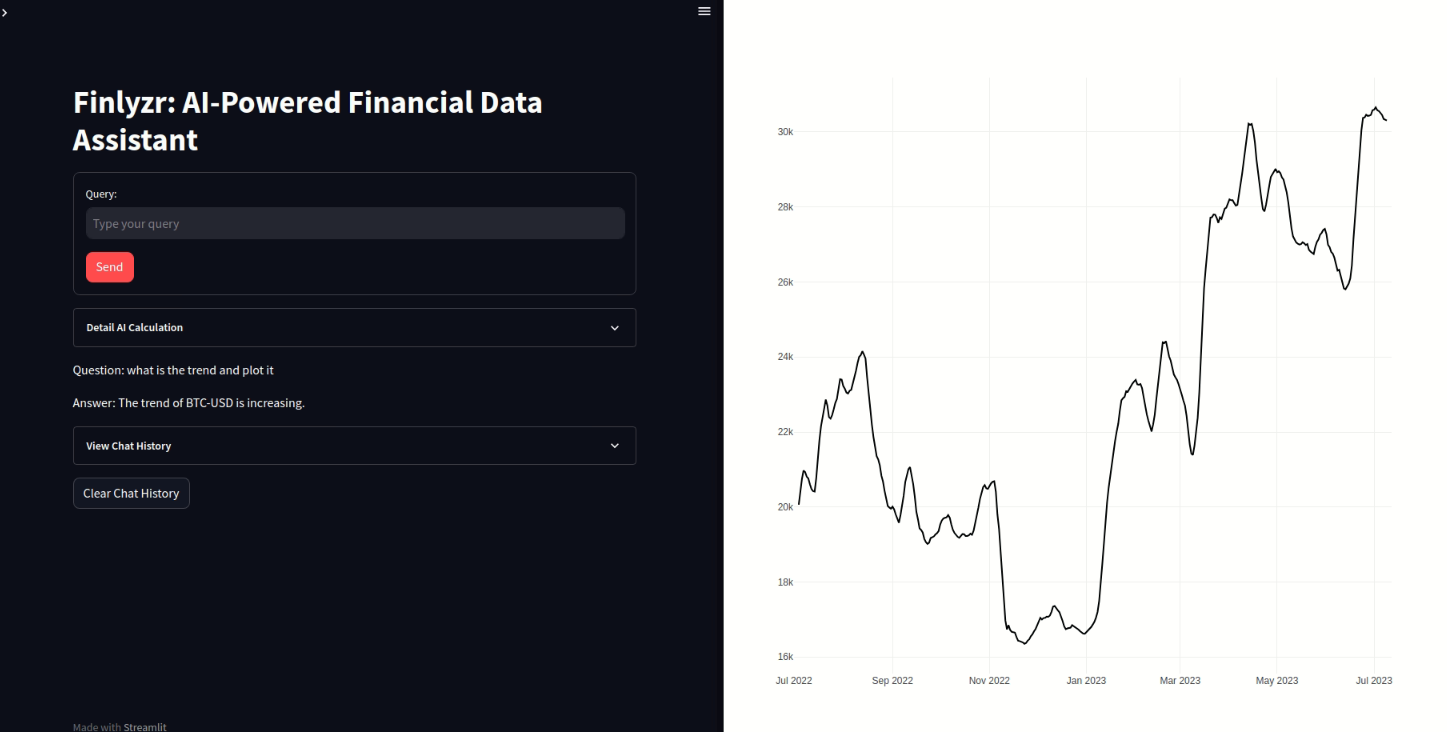 Finlyzr: AI-Powered Financial Data
Assistant
Query:
Type your query
Send
Detail AI Calculation
Question: what is the trend and plot it
Answer: The trend of BTC-USD is increasing.
View Chat History
Clear Chat History
Made with Streamlit
30k
28k
26k
24k
22k
20k
18k
16k
Jul 2022 Sep 2022 Nov 2022 Jan 2023 Mar 2023 May 2023 Jul 2023